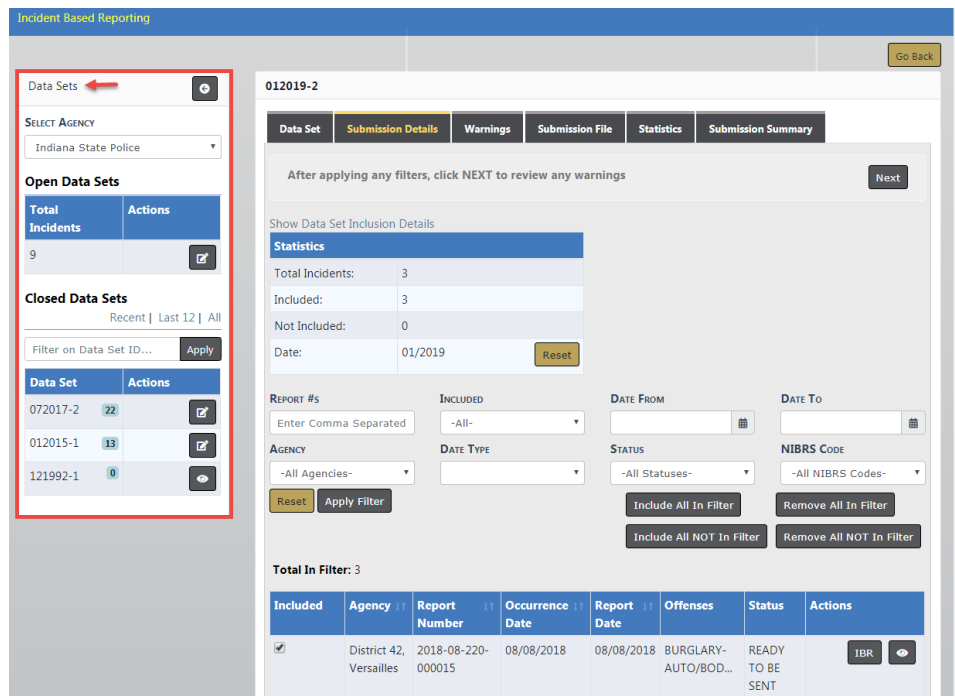 Incident Based Reporting
Go Back
Data Sets
SELECT AGENCY
Indiana State Police
Open Data Sets
Total Incidents Actions
9
Closed Data Sets
Recent | Last 12 | All
Filter on Data Set ID... Apply
Data Set Actions
072017-2 22
012015-1 13
121992-1 0
012019-2
Data Set Submission Details Warnings Submission File Statistics Submission Summary
After applying any filters, click NEXT to review any warnings Next
Show Data Set Inclusion Details
Statistics
Total Incidents: 3
Included: 3
Not Included: 0
Date: 01/2019 Reset
REPORT #S INCLUDED DATE FROM DATE TO
Enter Comma Separated -All-
AGENCY DATE TYPE STATUS NIBRS CODE
-All Agencies- -All Statuses- -All NIBRS Codes-
Reset Apply Filter Include All In Filter Remove All In Filter
Include All NOT In Filter Remove All NOT In Filter
Total In Filter: 3
Included Agency Report Number Occurrence Date Report Date Offenses Status Actions
District 42, 2018-08-220- 08/08/2018 08/08/2018 BURGLARY- READY IBR
Versailles 000015 AUTO/BOD... TO BE
SENT